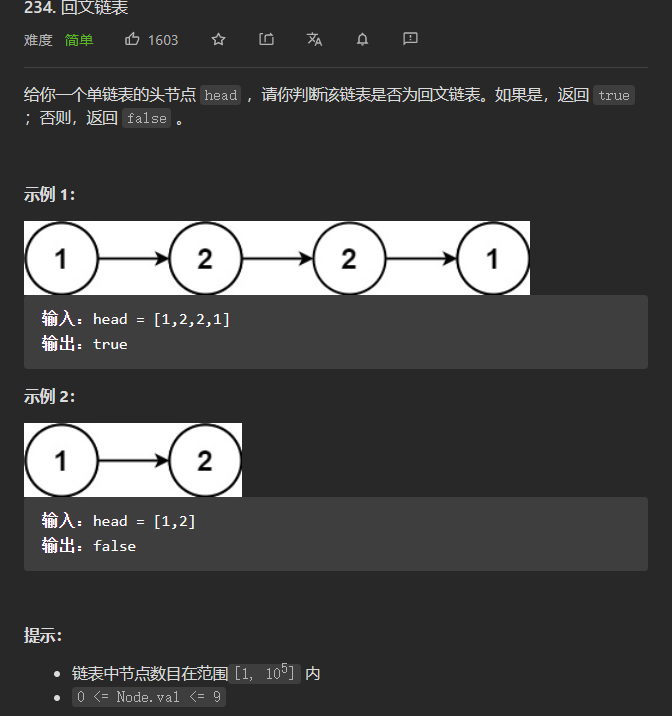 234. 回文链表
难度 简单 1603
给你一个单链表的头节点 head ，请你判断该链表是否为回文链表。如果是，返回 true
；否则，返回 false 。
示例 1：
1 2 2 1
输入：head = [1,2,2,1]
输出：true
示例 2：
1 2
输入：head = [1,2]
输出：false
提示：
链表中节点数目在范围[1, 10⁵] 内
0 <= Node.val <= 9